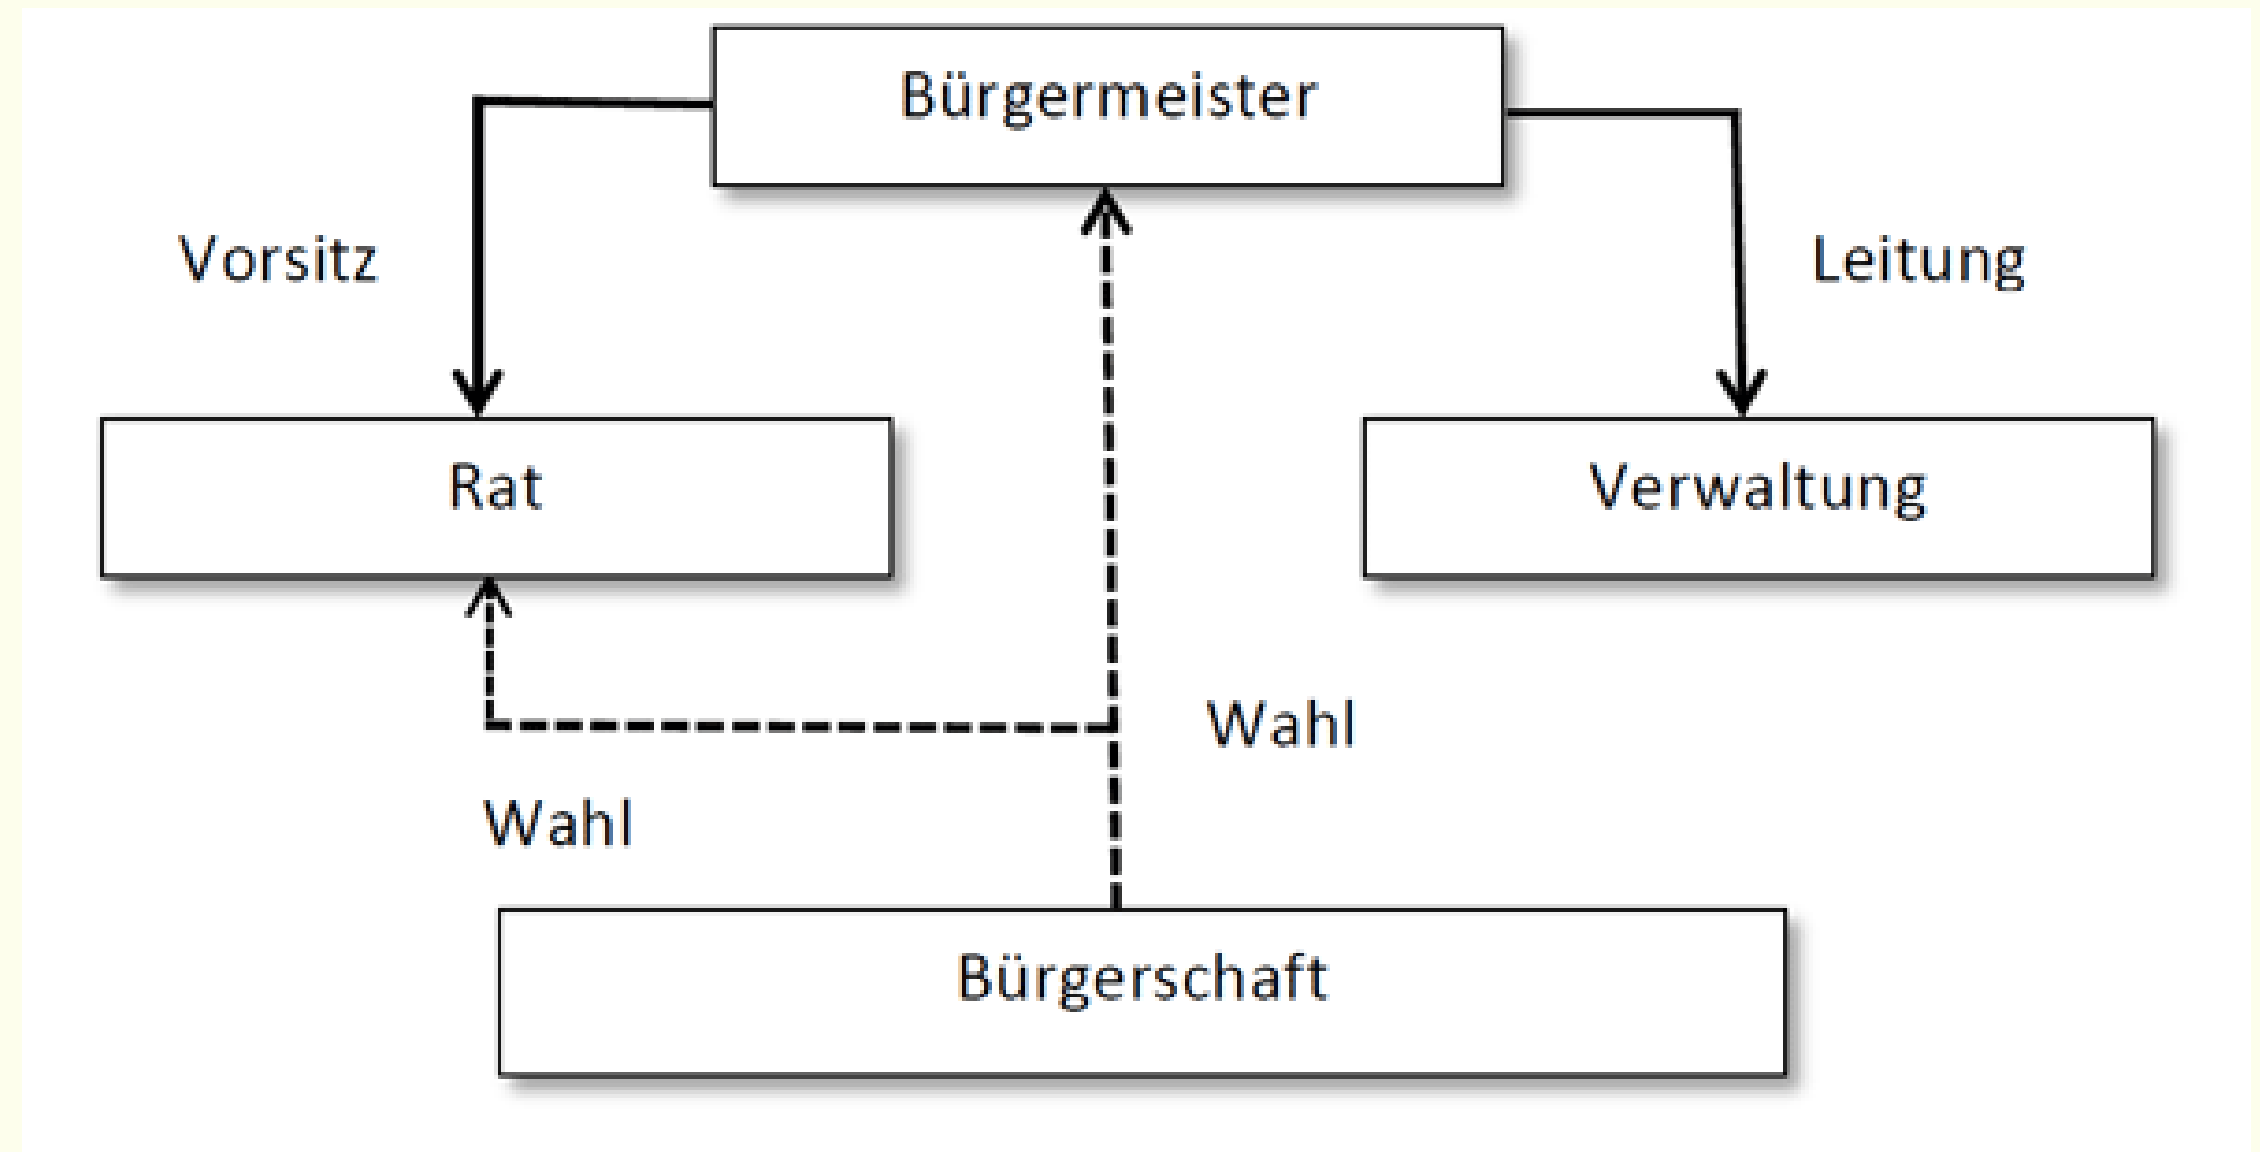 Bürgermeister
Vorsitz
Leitung
Rat
Verwaltung
Wahl
Wahl
Bürgerschaft